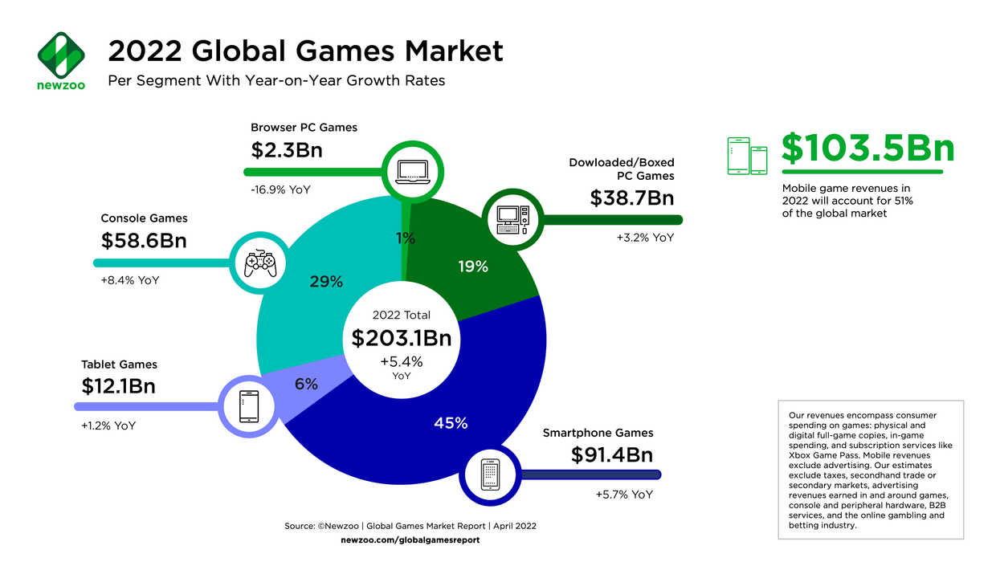 newzoo
2022 Global Games Market
Per Segment With Year-on-Year Growth Rates
Browser PC Games
$2.3Bn
-16.9% YoY
Dowloaded/Boxed
PC Games
$38.7Bn
+3.2% YoY
$103.5Bn
Mobile game revenues in
2022 will account for 51%
of the global market
Console Games
$58.6Bn
+8.4% YoY
1%
19%
29%
2022 Total
$203.1Bn
+5.4%
YoY
Tablet Games
$12.1Bn
+1.2% YoY
6%
45%
Smartphone Games
$91.4Bn
+5.7% YoY
Our revenues encompass consumer
spending on games: physical and
digital full-game copies, in-game
spending, and subscription services like
Xbox Game Pass. Mobile revenues
exclude advertising. Our estimates
exclude taxes, secondhand trade or
secondary markets, advertising
revenues earned in and around games,
console and peripheral hardware, B2B
services, and the online gambling and
betting industry.
Source: ©Newzoo | Global Games Market Report | April 2022
newzoo.com/globalgamesreport